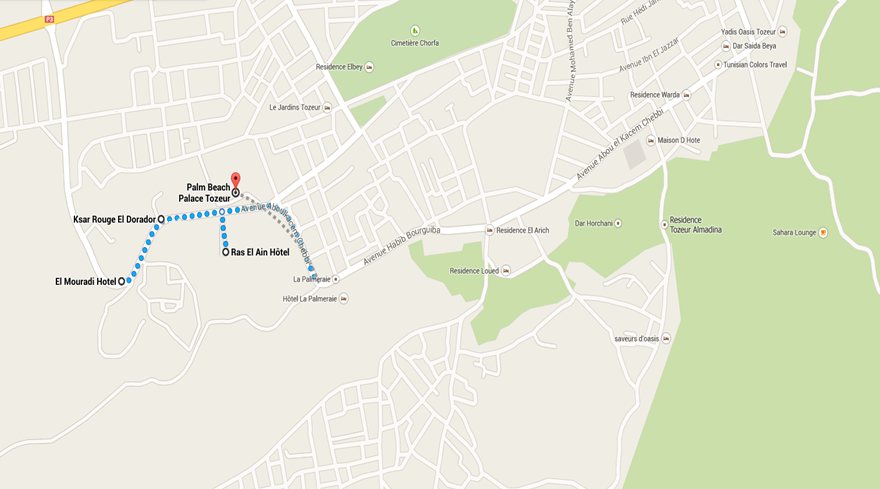 P3
Cimetière Chorfa
Rue Hédi
Avenue Mohamed Ben
Yadis Oasis Tozeur
Dar Saida Beya
Avenue Ibn El Jazzar
Tunisian Colors Travel
Residence Elbey
Residence Warda
Le Jardins Tozeur
Avenue Abou el Kacem Chebbi
Maison D Hote
Palm Beach
Palace Tozeur
Ksar Rouge El Dorador
Avenue
Chebbi
Dar Horchani
Residence
Tozeur Almadina
Avenue Habib Bourguiba
Residence El Arich
Sahara Lounge
Ras El Ain Hôtel
El Mouradi Hotel
La Palmeraie
Residence Loued
Hôtel La Palmeraie
saveurs d'oasis